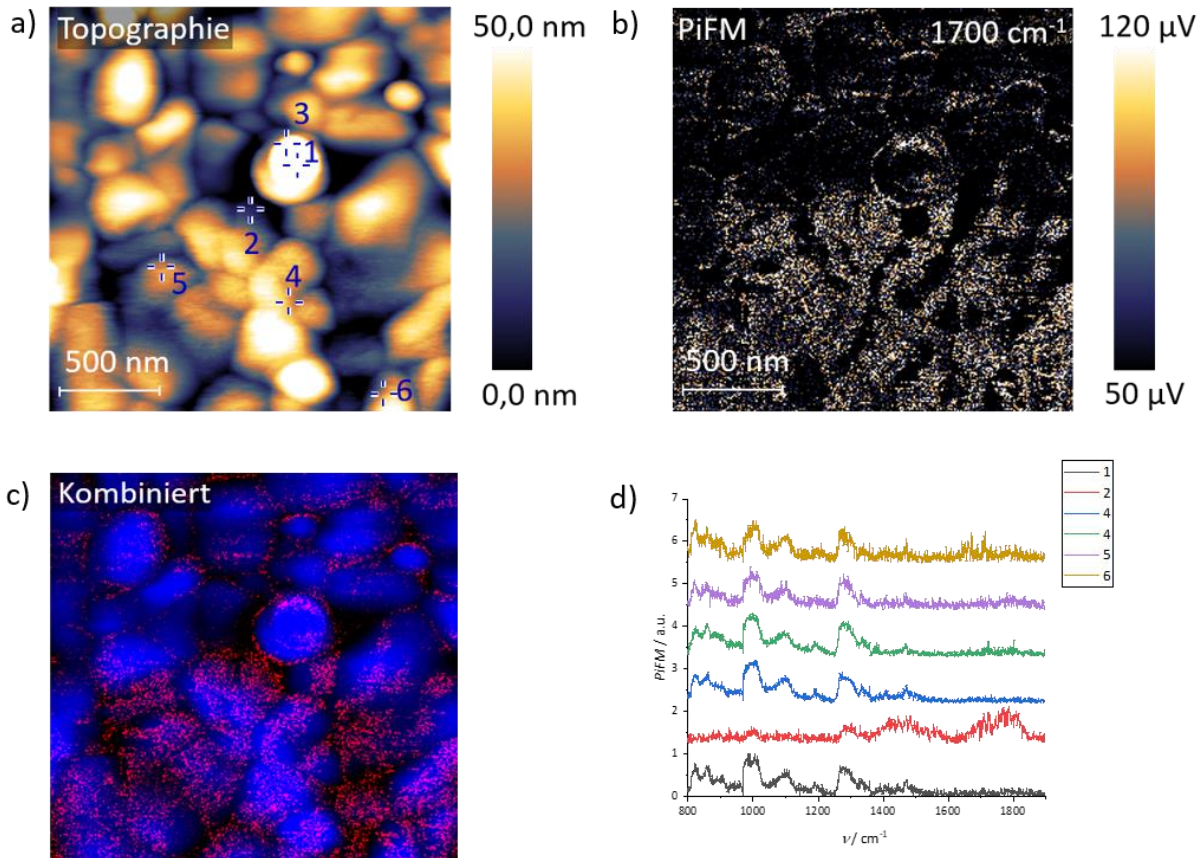 a)
Topographie
50,0 nm
3
1
2
4
5
6
500 nm
0,0 nm
b)
PiFM
1700 cm-1
120 µV
500 nm
50 µV
c)
Kombiniert
d)
1
2
4
4
5
6
7
6
5
4
3
2
1
0
PiFM / a.u.
800
1000
1200
1400
1600
1800
ν/ cm-1